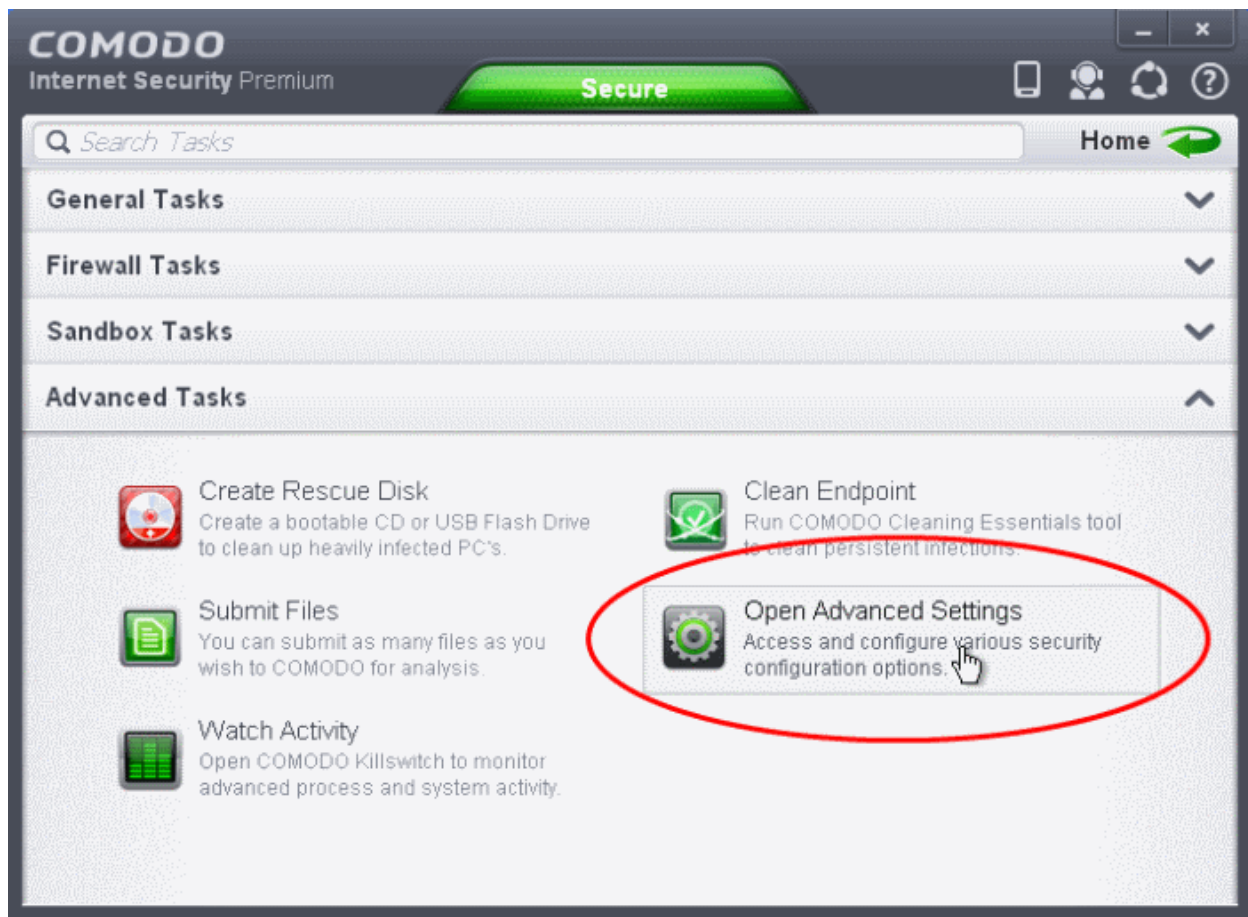 COMODO
Internet Security Premium
Secure
Search Tasks
Home
General Tasks
Firewall Tasks
Sandbox Tasks
Advanced Tasks
Create Rescue Disk
Create a bootable CD or USB Flash Drive
to clean up heavily infected PC's.
Clean Endpoint
Run COMODO Cleaning Essentials tool
to clean persistent infections.
Submit Files
You can submit as many files as you
wish to COMODO for analysis.
Open Advanced Settings
Access and configure various security
configuration options.
Watch Activity
Open COMODO Killswitch to monitor
advanced process and system activity.